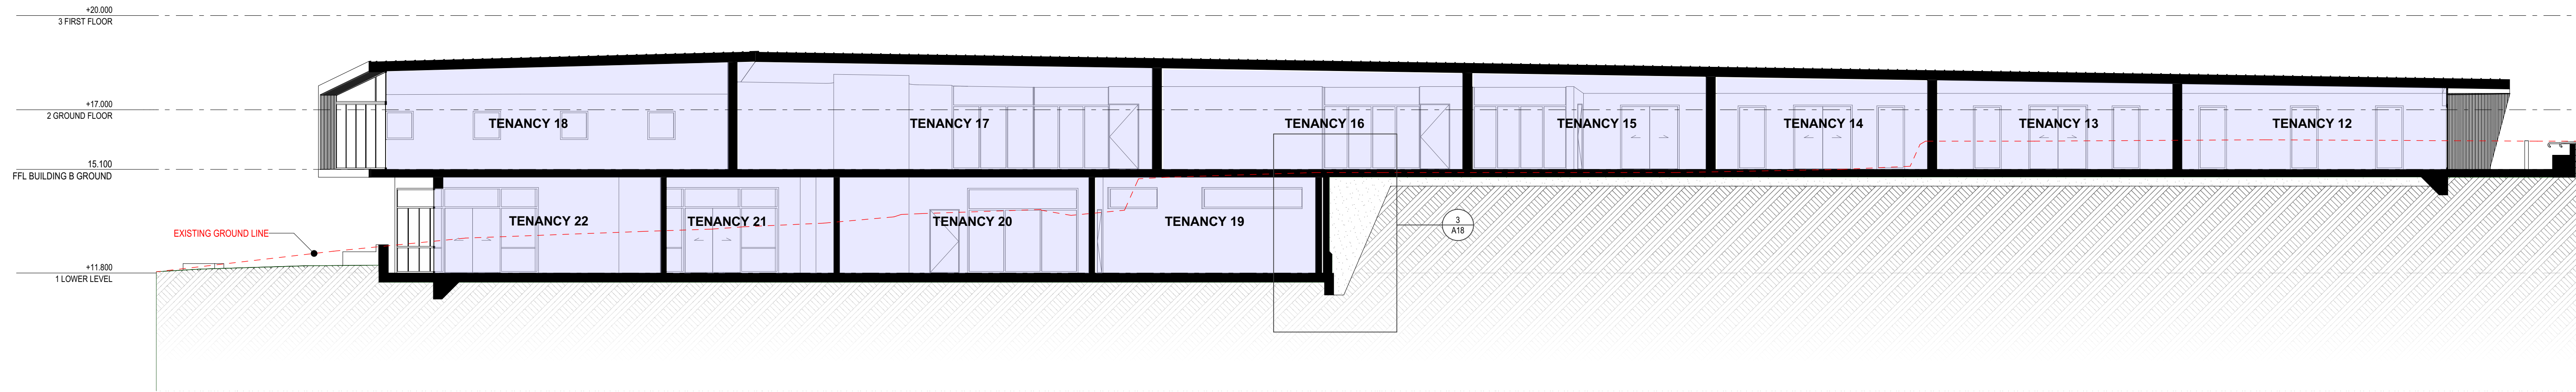 +20.000
3 FIRST FLOOR
+17.000
2 GROUND FLOOR
TENANCY 18
TENANCY 17
TENANCY 16
TENANCY 15
TENANCY 14
TENANCY 13
TENANCY 12
15.100
FFL BUILDING B GROUND
TENANCY 22
TENANCY 21
TENANCY 20
TENANCY 19
3
A18
EXISTING GROUND LINE
+11.800
1 LOWER LEVEL